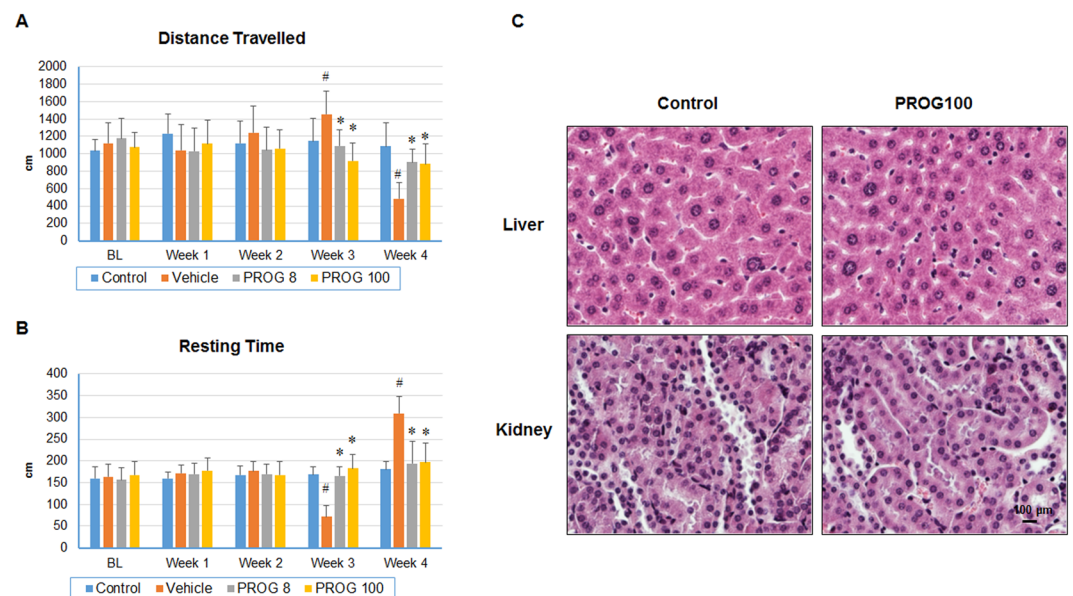 A
Distance Travelled
2000
1800
1600
1400
1200
1000
800
600
400
200
0
cm
#
*
*
#
*
*
BL Week 1 Week 2 Week 3 Week 4
Control Vehicle PROG 8 PROG 100
B
Resting Time
400
350
300
250
200
150
100
50
0
cm
#
*
*
#
*
*
BL Week 1 Week 2 Week 3 Week 4
Control Vehicle PROG 8 PROG 100
C
Control PROG100
Liver
Kidney
100 µm